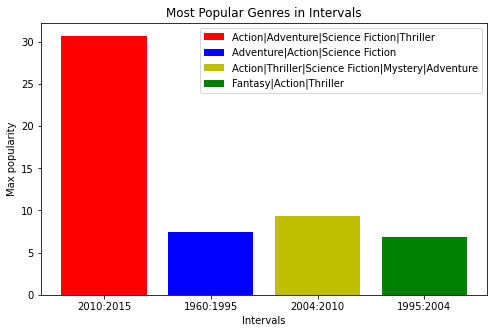 Most Popular Genres in Intervals
Action|Adventure|Science Fiction|Thriller
Adventure|Action|Science Fiction
Action|Thriller|Science Fiction|Mystery|Adventure
Fantasy|Action|Thriller
Max popularity
30
25
20
15
10
5
0
2010:2015 1960:1995 2004:2010 1995:2004
Intervals